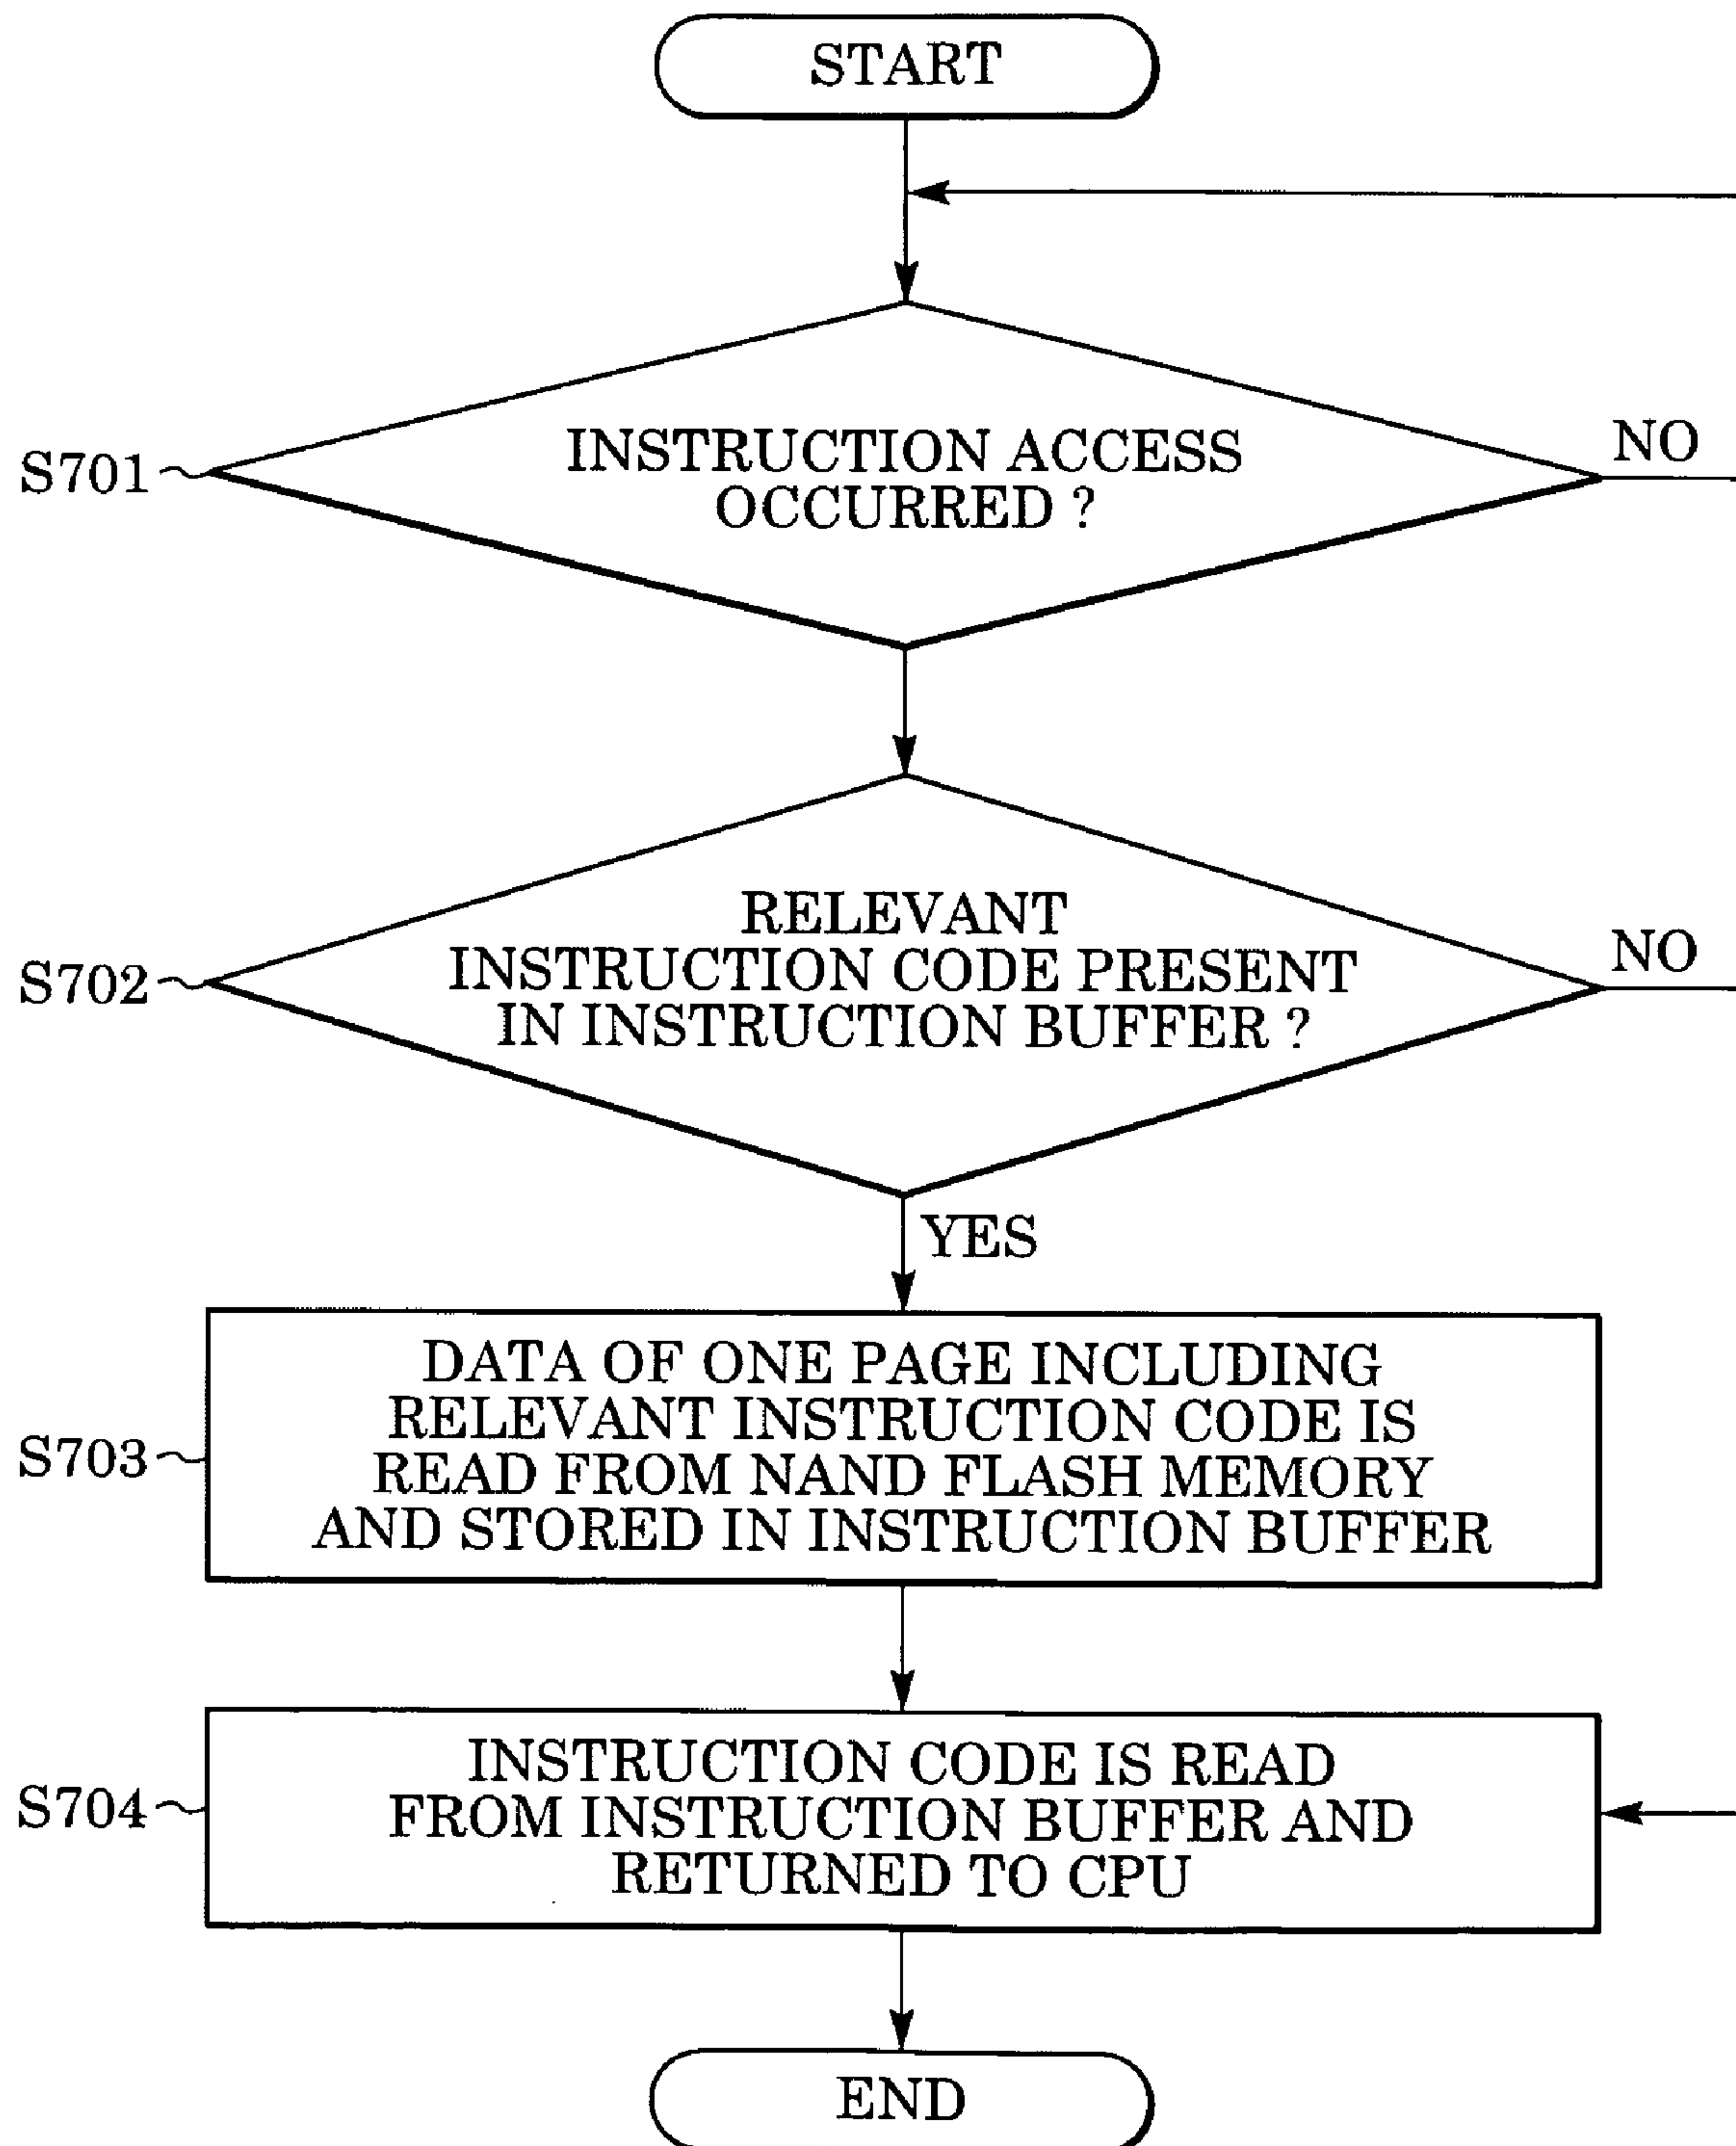 START
INSTRUCTION ACCESS
OCCURRED ?
NO
S701
RELEVANT
INSTRUCTION CODE PRESENT
IN INSTRUCTION BUFFER ?
NO
S702
YES
DATA OF ONE PAGE INCLUDING
RELEVANT INSTRUCTION CODE IS
READ FROM NAND FLASH MEMORY
AND STORED IN INSTRUCTION BUFFER
S703
INSTRUCTION CODE IS READ
FROM INSTRUCTION BUFFER AND
RETURNED TO CPU
S704
END